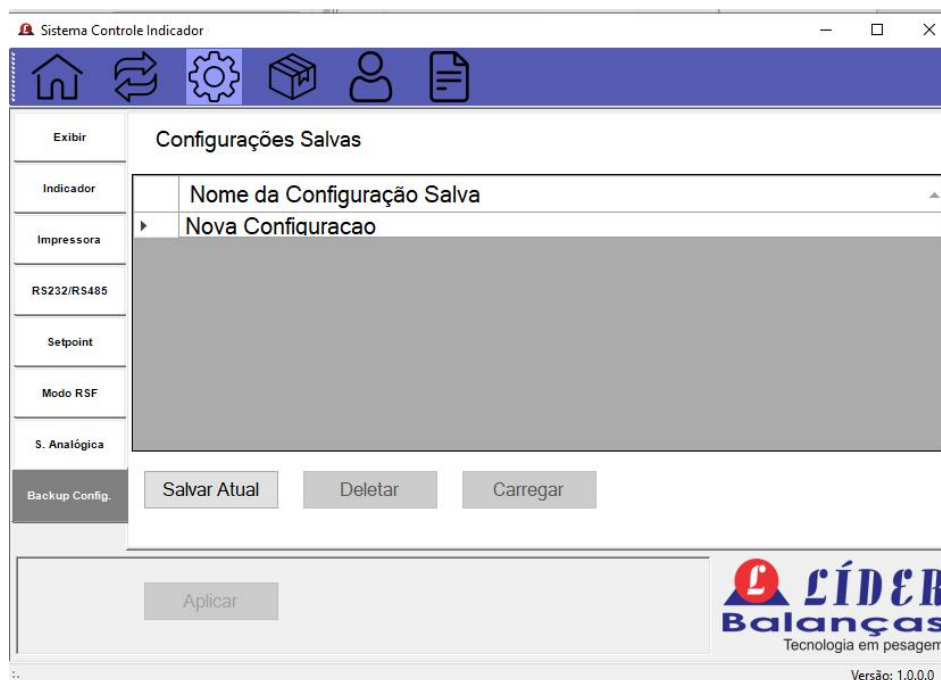 Sistema Controle Indicador
Exibir
Indicador
Impressora
RS232/RS485
Setpoint
Modo RSF
S. Analógica
Backup Config.
Configurações Salvas
Nome da Configuração Salva
Nova Configuracao
Salvar Atual
Deletar
Carregar
Aplicar
L
LÍDER
Balanças
Tecnologia em pesagem
Versão: 1.0.0.0